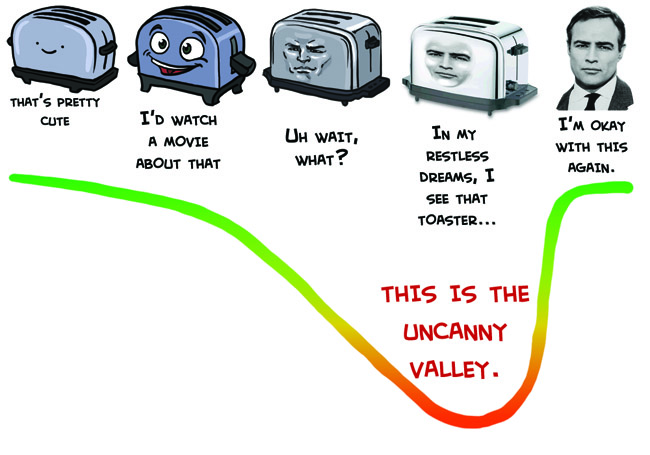 THAT'S PRETTY
CUTE
I'D WATCH
A MOVIE
ABOUT THAT
UH WAIT,
WHAT?
IN MY
RESTLESS
DREAMS, I
SEE THAT
TOASTER...
I'M OKAY
WITH THIS
AGAIN.
THIS IS THE
UNCANNY
VALLEY.